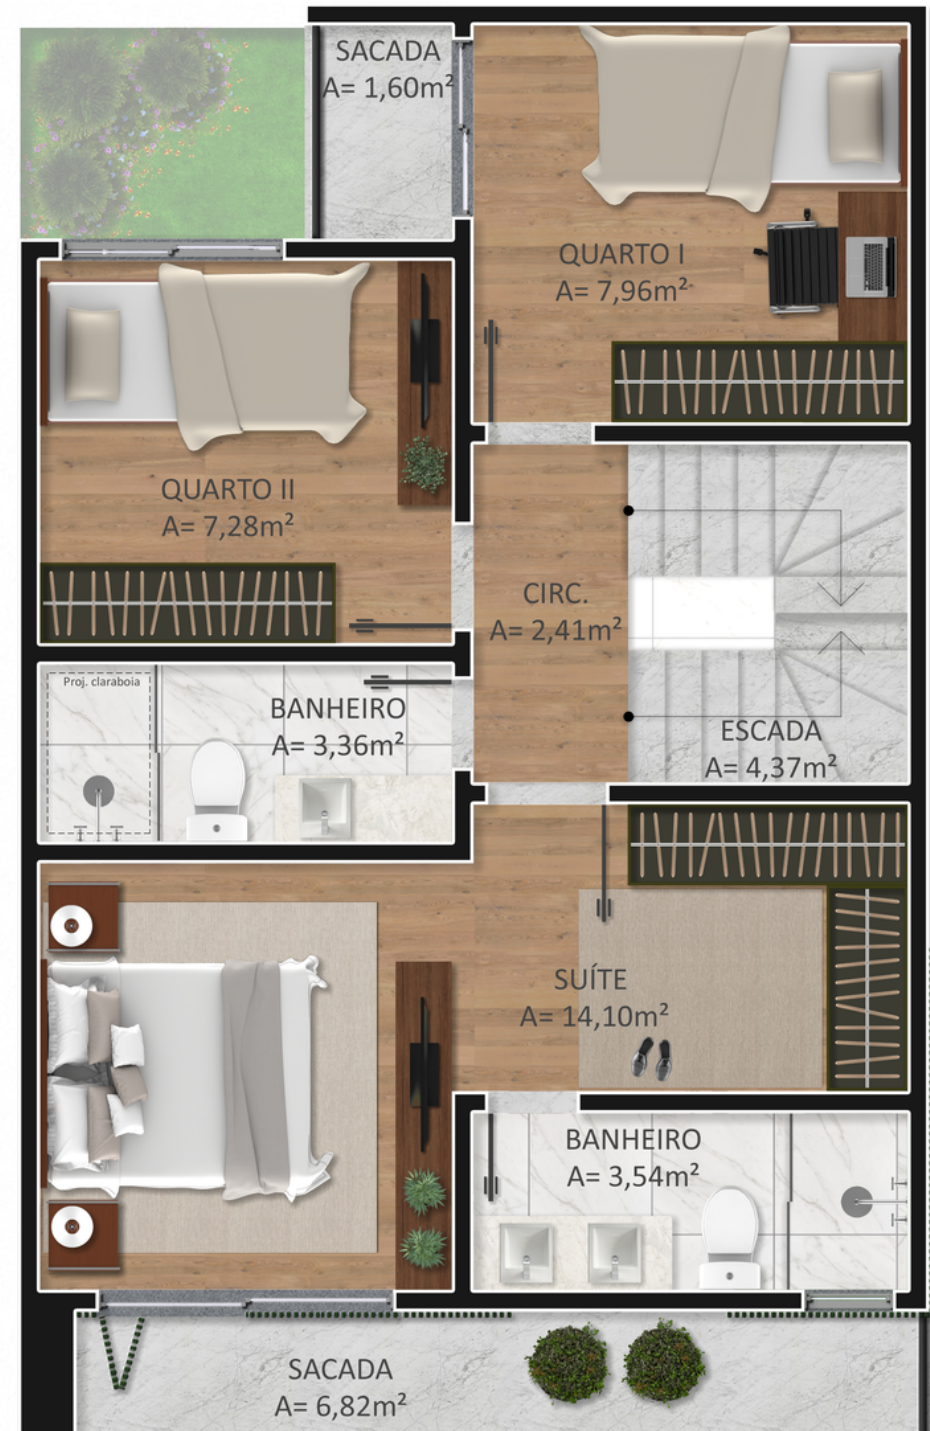 SACADA
A= 1,60m²
QUARTO I
A= 7,96m²
QUARTO II
A= 7,28m²
CIRC.
A= 2,41m²
Proj. claraboia
BANHEIRO
A= 3,36m²
ESCADA
A= 4,37m²
SUÍTE
A= 14,10m²
BANHEIRO
A= 3,54m²
SACADA
A= 6,82m²